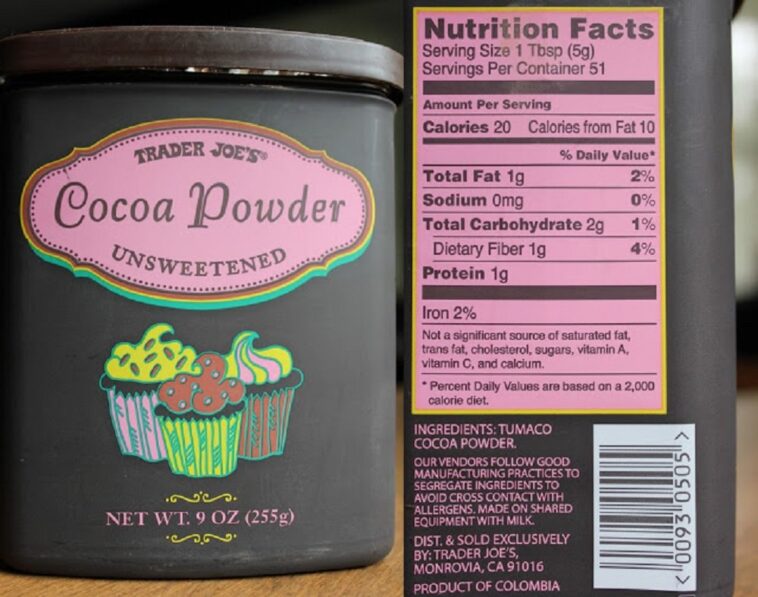 TRADER JOE'S®
Cocoa Powder
UNSWEETENED
NET WT. 9 OZ (255g)
Nutrition Facts
Serving Size 1 Tbsp (5g)
Servings Per Container 51
Amount Per Serving
Calories 20 Calories from Fat 10
% Daily Value*
Total Fat 1g 2%
Sodium 0mg 0%
Total Carbohydrate 2g 1%
Dietary Fiber 1g 4%
Protein 1g
Iron 2%
Not a significant source of saturated fat,
trans fat, cholesterol, sugars, vitamin A,
vitamin C, and calcium.
* Percent Daily Values are based on a 2,000
calorie diet.
INGREDIENTS: TUMACO
COCOA POWDER.
OUR VENDORS FOLLOW GOOD
MANUFACTURING PRACTICES TO
SEGREGATE INGREDIENTS TO
AVOID CROSS CONTACT WITH
ALLERGENS. MADE ON SHARED
EQUIPMENT WITH MILK.
DIST. & SOLD EXCLUSIVELY
BY: TRADER JOE'S,
MONROVIA, CA 91016
PRODUCT OF COLOMBIA
<0093 0505">